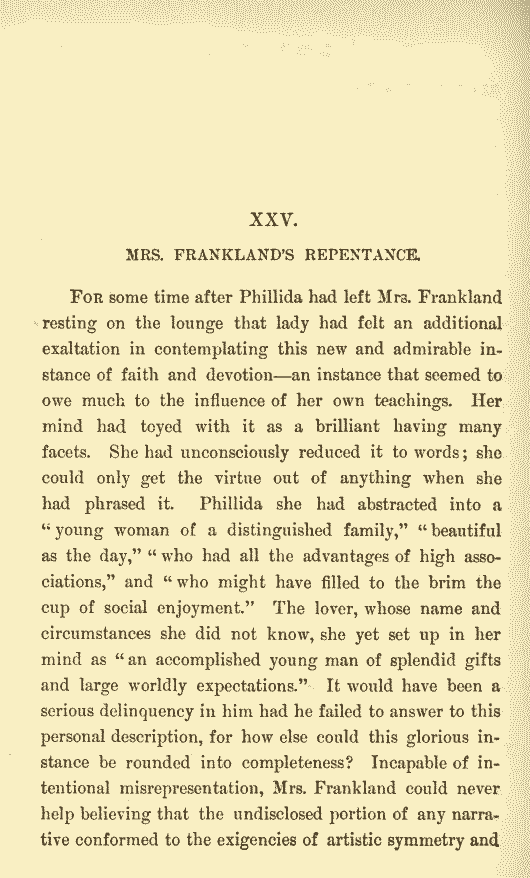 XXV.
MRS. FRANKLAND'S REPENTANCE.
For some time after Phillida had left Mrs. Frankland
resting on the lounge that lady had felt an additional
exaltation in contemplating this new and admirable in-
stance of faith and devotion—an instance that seemed to
owe much to the influence of her own teachings. Her
mind had toyed with it as a brilliant having many
facets. She had unconsciously reduced it to words; she
could only get the virtue out of anything when she
had phrased it. Phillida she had abstracted into a
“young woman of a distinguished family,” “beautiful
as the day,” “who had all the advantages of high asso-
ciations,” and “who might have filled to the brim the
cup of social enjoyment.” The lover, whose name and
circumstances she did not know, she yet set up in her
mind as “an accomplished young man of splendid gifts
and large worldly expectations.” It would have been a
serious delinquency in him had he failed to answer to this
personal description, for how else could this glorious in-
stance be rounded into completeness? Incapable of in-
tentional misrepresentation, Mrs. Frankland could never
help believing that the undisclosed portion of any narra-
tive conformed to the exigencies of artistic symmetry and